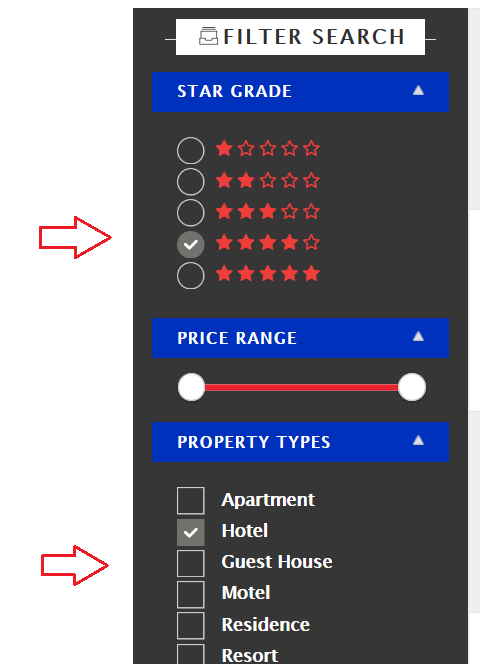 FILTER SEARCH
STAR GRADE
PRICE RANGE
PROPERTY TYPES
Apartment
Hotel
Guest House
Motel
Residence
Resort